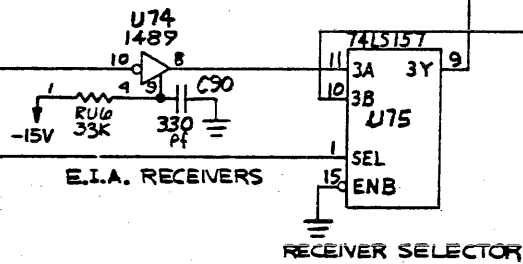 U74
1489
10
8
9
1
4
RU6
33K
-15V
C90
330
pf
E.I.A. RECEIVERS
74LS157
11
3A
3Y
9
10
3B
U75
1
SEL
15
ENB
RECEIVER SELECTOR